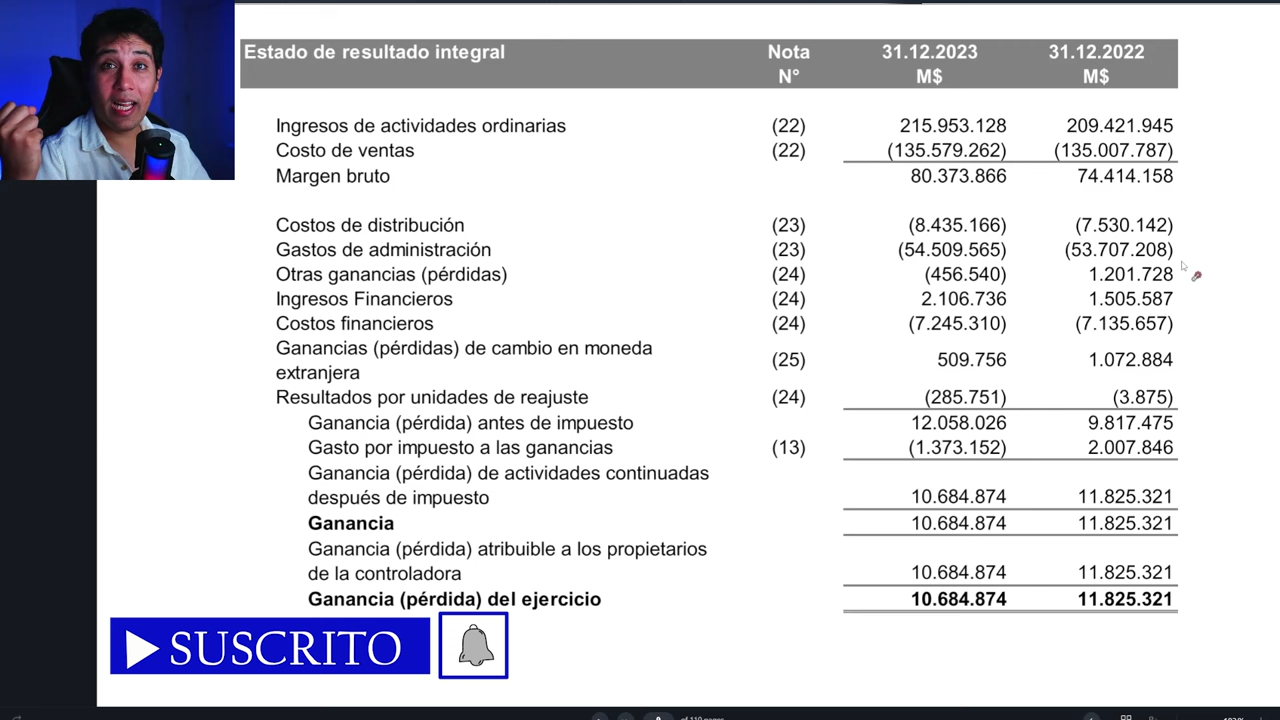 Estado de resultado integral Nota 31.12.2023 31.12.2022
N° M$ M$
Ingresos de actividades ordinarias (22) 215.953.128 209.421.945
Costo de ventas (22) (135.579.262) (135.007.787)
Margen bruto 80.373.866 74.414.158
Costos de distribución (23) (8.435.166) (7.530.142)
Gastos de administración (23) (54.509.565) (53.707.208)
Otras ganancias (pérdidas) (24) (456.540) 1.201.728
Ingresos Financieros (24) 2.106.736 1.505.587
Costos financieros (24) (7.245.310) (7.135.657)
Ganancias (pérdidas) de cambio en moneda
extranjera (25) 509.756 1.072.884
Resultados por unidades de reajuste (24) (285.751) (3.875)
Ganancia (pérdida) antes de impuesto 12.058.026 9.817.475
Gasto por impuesto a las ganancias (13) (1.373.152) 2.007.846
Ganancia (pérdida) de actividades continuadas
después de impuesto 10.684.874 11.825.321
Ganancia 10.684.874 11.825.321
Ganancia (pérdida) atribuible a los propietarios
de la controladora 10.684.874 11.825.321
Ganancia (pérdida) del ejercicio 10.684.874 11.825.321
SUSCRITO